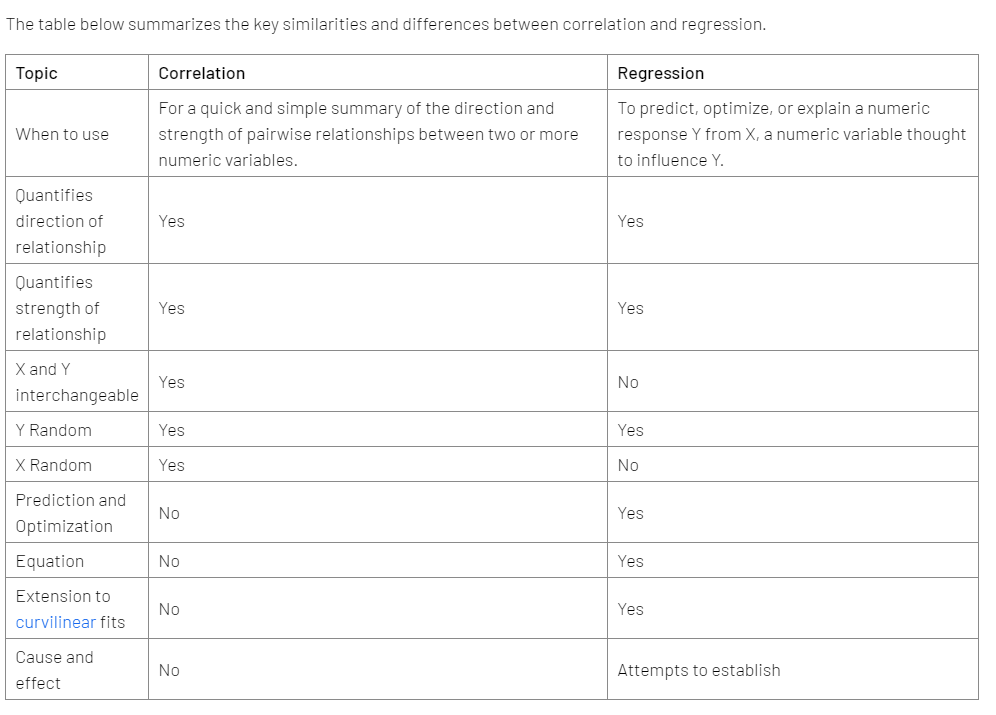 The table below summarizes the key similarities and differences between correlation and regression.
Topic
Correlation
Regression
When to use
For a quick and simple summary of the direction and
strength of pairwise relationships between two or more
numeric variables.
To predict, optimize, or explain a numeric
response Y from X, a numeric variable thought
to influence Y.
Quantifies
direction of
relationship
Yes
Yes
Quantifies
strength of
relationship
Yes
Yes
X and Y
interchangeable
Yes
No
Y Random
Yes
Yes
X Random
Yes
No
Prediction and
Optimization
No
Yes
Equation
No
Yes
Extension to
curvilinear fits
No
Yes
Cause and
effect
No
Attempts to establish